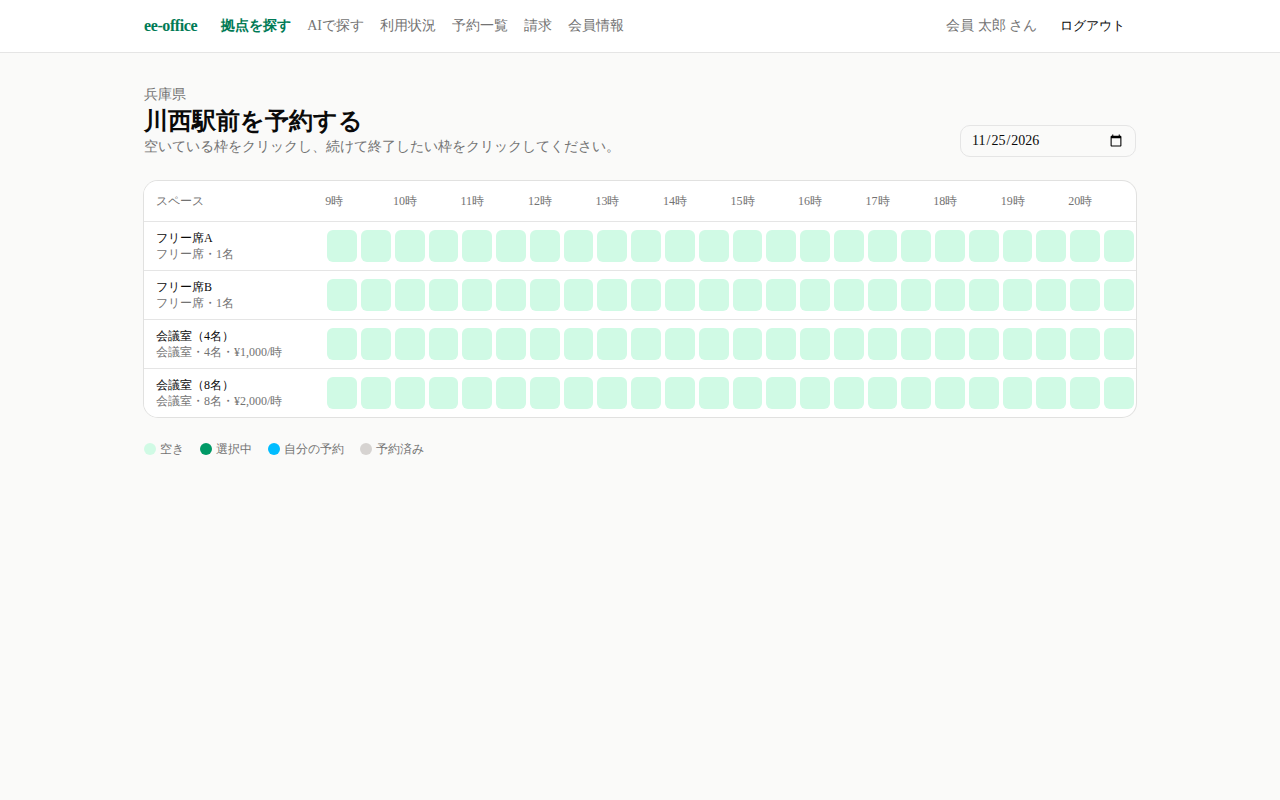 ee-office 拠点を探す AIで探す 利用状況 予約一覧 請求 会員情報 会員 太郎 さん ログアウト
兵庫県
川西駅前を予約する
空いている枠をクリックし、続けて終了したい枠をクリックしてください。
11/25/2026
スペース 9時 10時 11時 12時 13時 14時 15時 16時 17時 18時 19時 20時
フリー席A
フリー席・1名
フリー席B
フリー席・1名
会議室（4名）
会議室・4名・¥1,000/時
会議室（8名）
会議室・8名・¥2,000/時
空き 選択中 自分の予約 予約済み